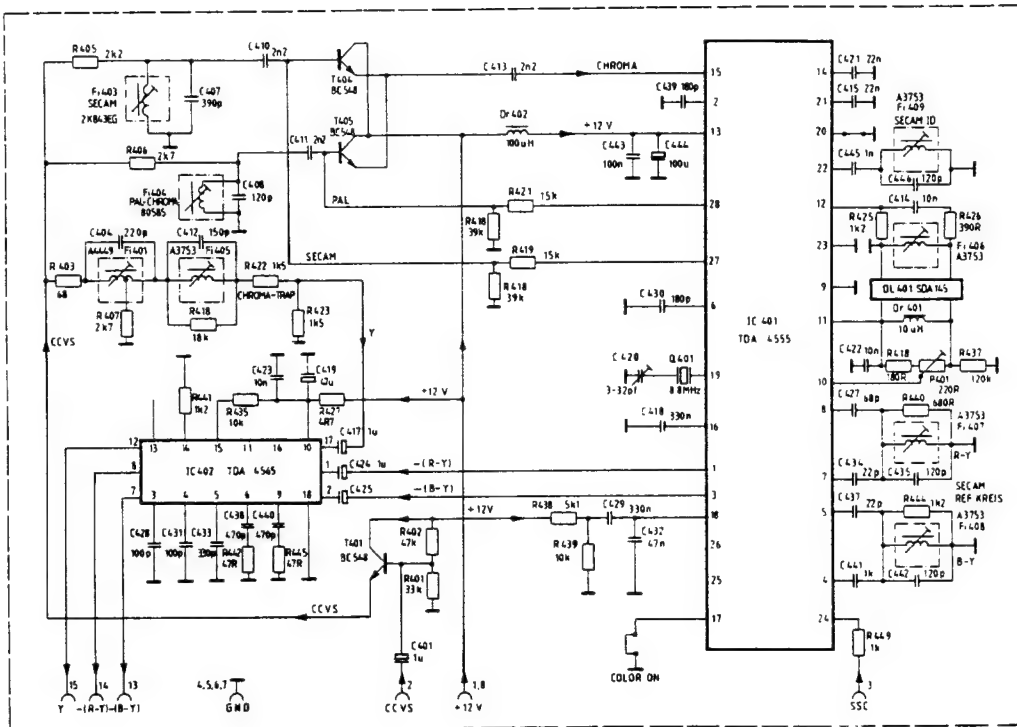 R405
2k2
C410
2n2
T404
BC548
C413
2n2
CHROMA
15
14
C421
22n
Fi403
SECAM
2KB43EG
C407
390p
C439
180p
2
21
C415
22n
A3753
Fi409
SECAM ID
T405
BC548
Dr402
100uH
+12V
13
20
R406
2k7
C411
2n2
C443
100n
C444
100u
22
C445
1n
C446
120p
Fi404
PAL-CHROMA
80585
C408
120p
PAL
R421
15k
28
12
C414
10n
R425
1k2
R426
390R
C404
220p
C412
150p
R418
39k
23
Fi406
A3753
R403
68
A4449
Fi401
A3753
Fi405
R422
1k5
SECAM
R419
15k
27
CHROMA-TRAP
R418
39k
9
DL 401 SDA 145
R407
2k7
R418
18k
R423
1k5
C430
180p
6
IC 401
TDA 4555
11
Dr 401
10uH
CCVS
Y
C423
10n
C419
47u
C420
3-32pf
Q401
8.8MHz
19
C422
10n
R418
180R
P401
220R
R437
120k
10
R441
1k2
R435
10k
R427
4R7
+12V
C418
330n
16
8
C427
68p
R440
680R
A3753
Fi407
R-Y
12
13
14
15
11
16
10
17
C417
1u
8
IC402 TDA 4565
1
C424
1u
-(R-Y)
1
7
C434
22p
C435
120p
7
3
4
5
6
9
18
2
C425
-(B-Y)
3
SECAM
REF KREIS
C428
100p
C431
100p
C433
330p
C438
470p
C440
470p
R442
47R
R445
47R
+12V
R438
5k1
C429
330n
18
5
C437
22p
R444
1k2
A3753
Fi408
B-Y
T401
BC548
R402
47k
R439
10k
C432
47n
26
R401
33k
25
4
C441
1k
C442
120p
CCVS
17
24
R449
1k
C401
1u
COLOR ON
15
14
13
4,5,6,7
2
1,8
3
Y
-(R-Y)
-(B-Y)
GND
CCVS
+12V
SSC